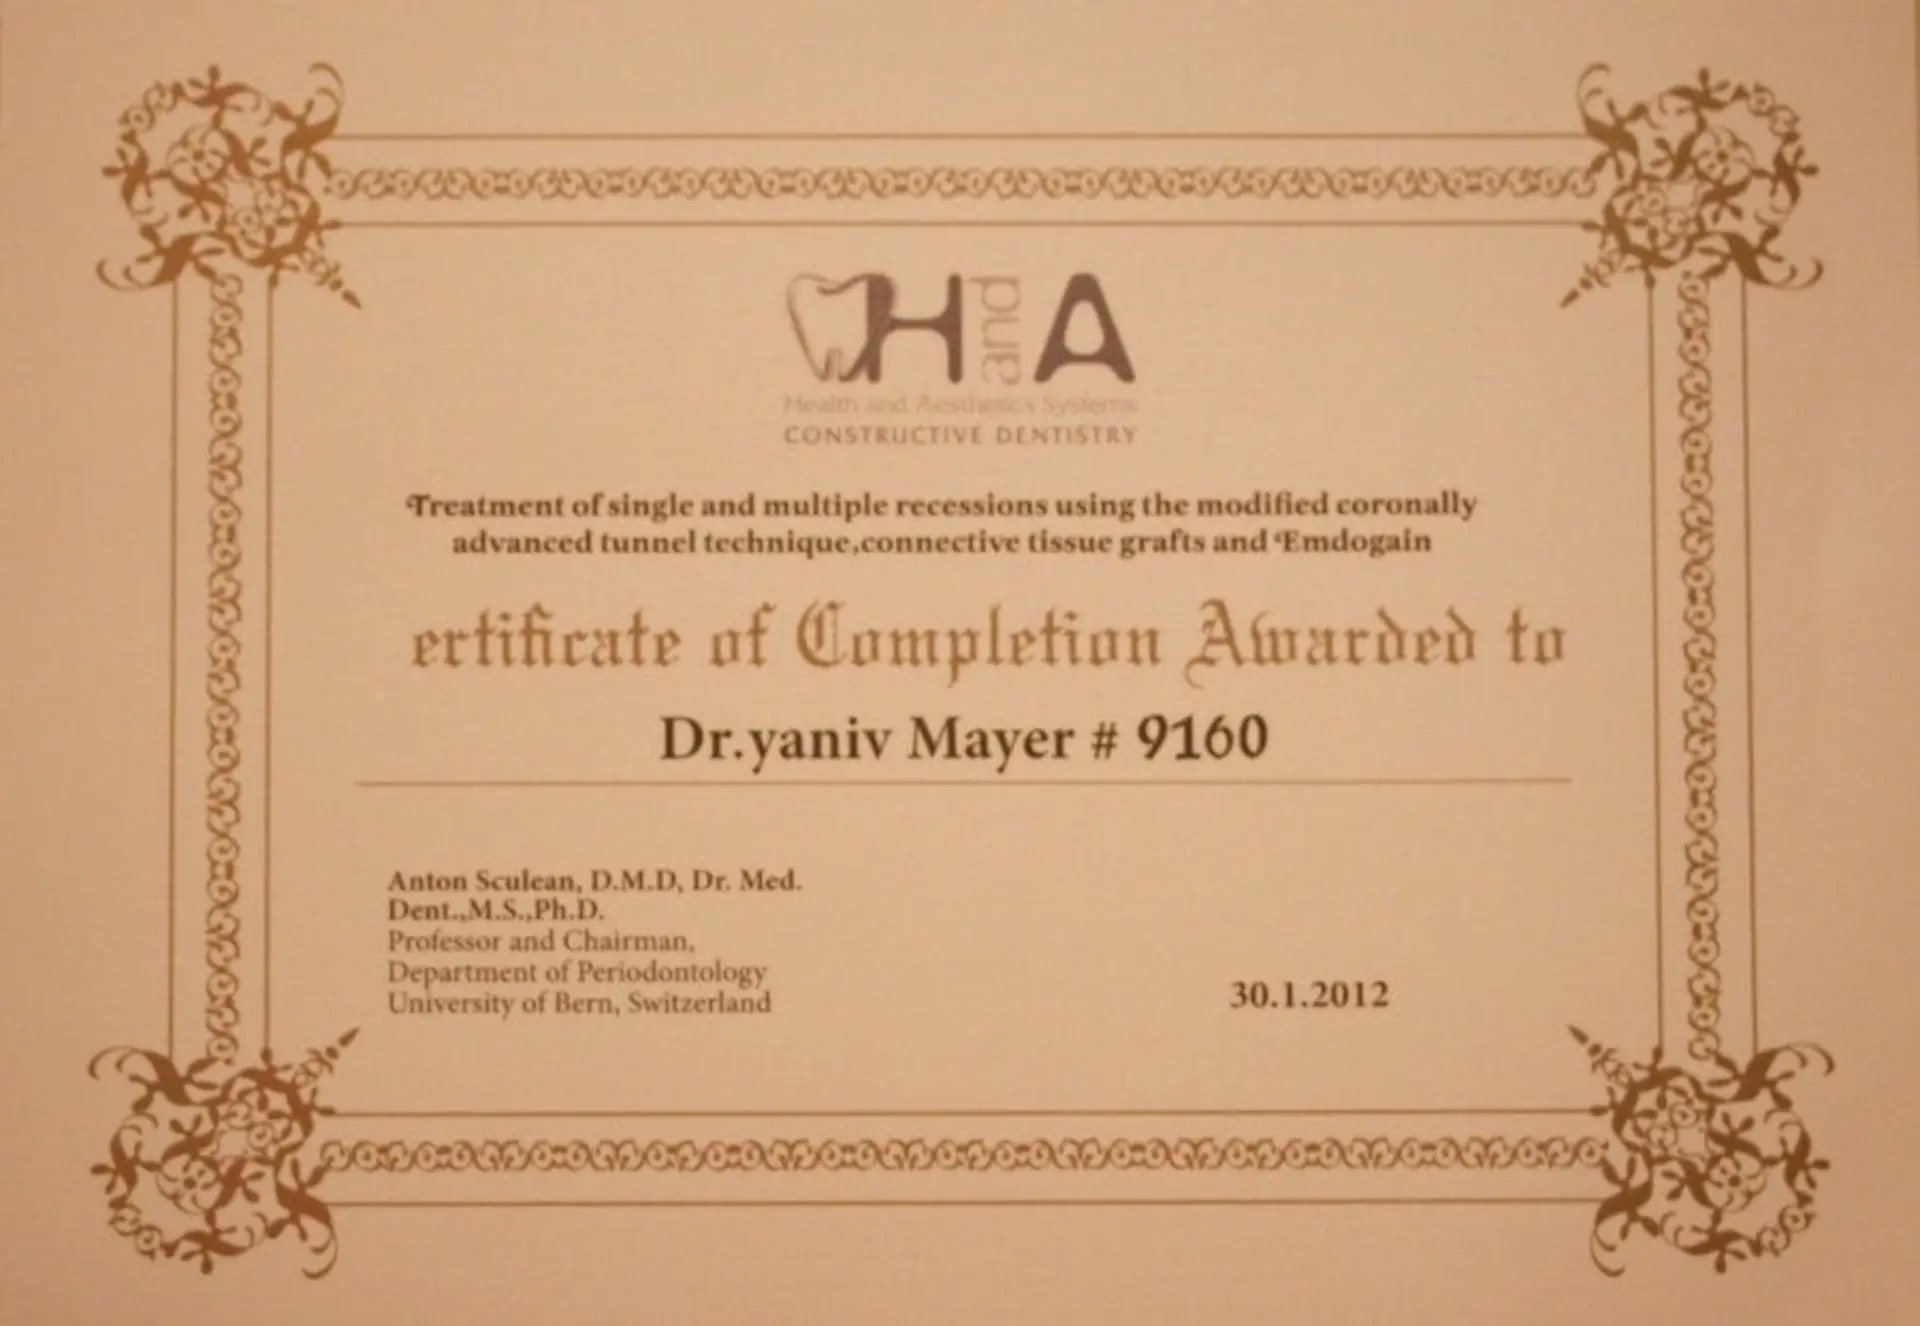 H and A
Health and Aesthetics Systems
CONSTRUCTIVE DENTISTRY
Treatment of single and multiple recessions using the modified coronally
advanced tunnel technique,connective tissue grafts and Emdogain
ertificate of Completion Awarded to
Dr.yaniv Mayer # 9160
Anton Sculean, D.M.D, Dr. Med.
Dent.,M.S.,Ph.D.
Professor and Chairman,
Department of Periodontology
University of Bern, Switzerland
30.1.2012